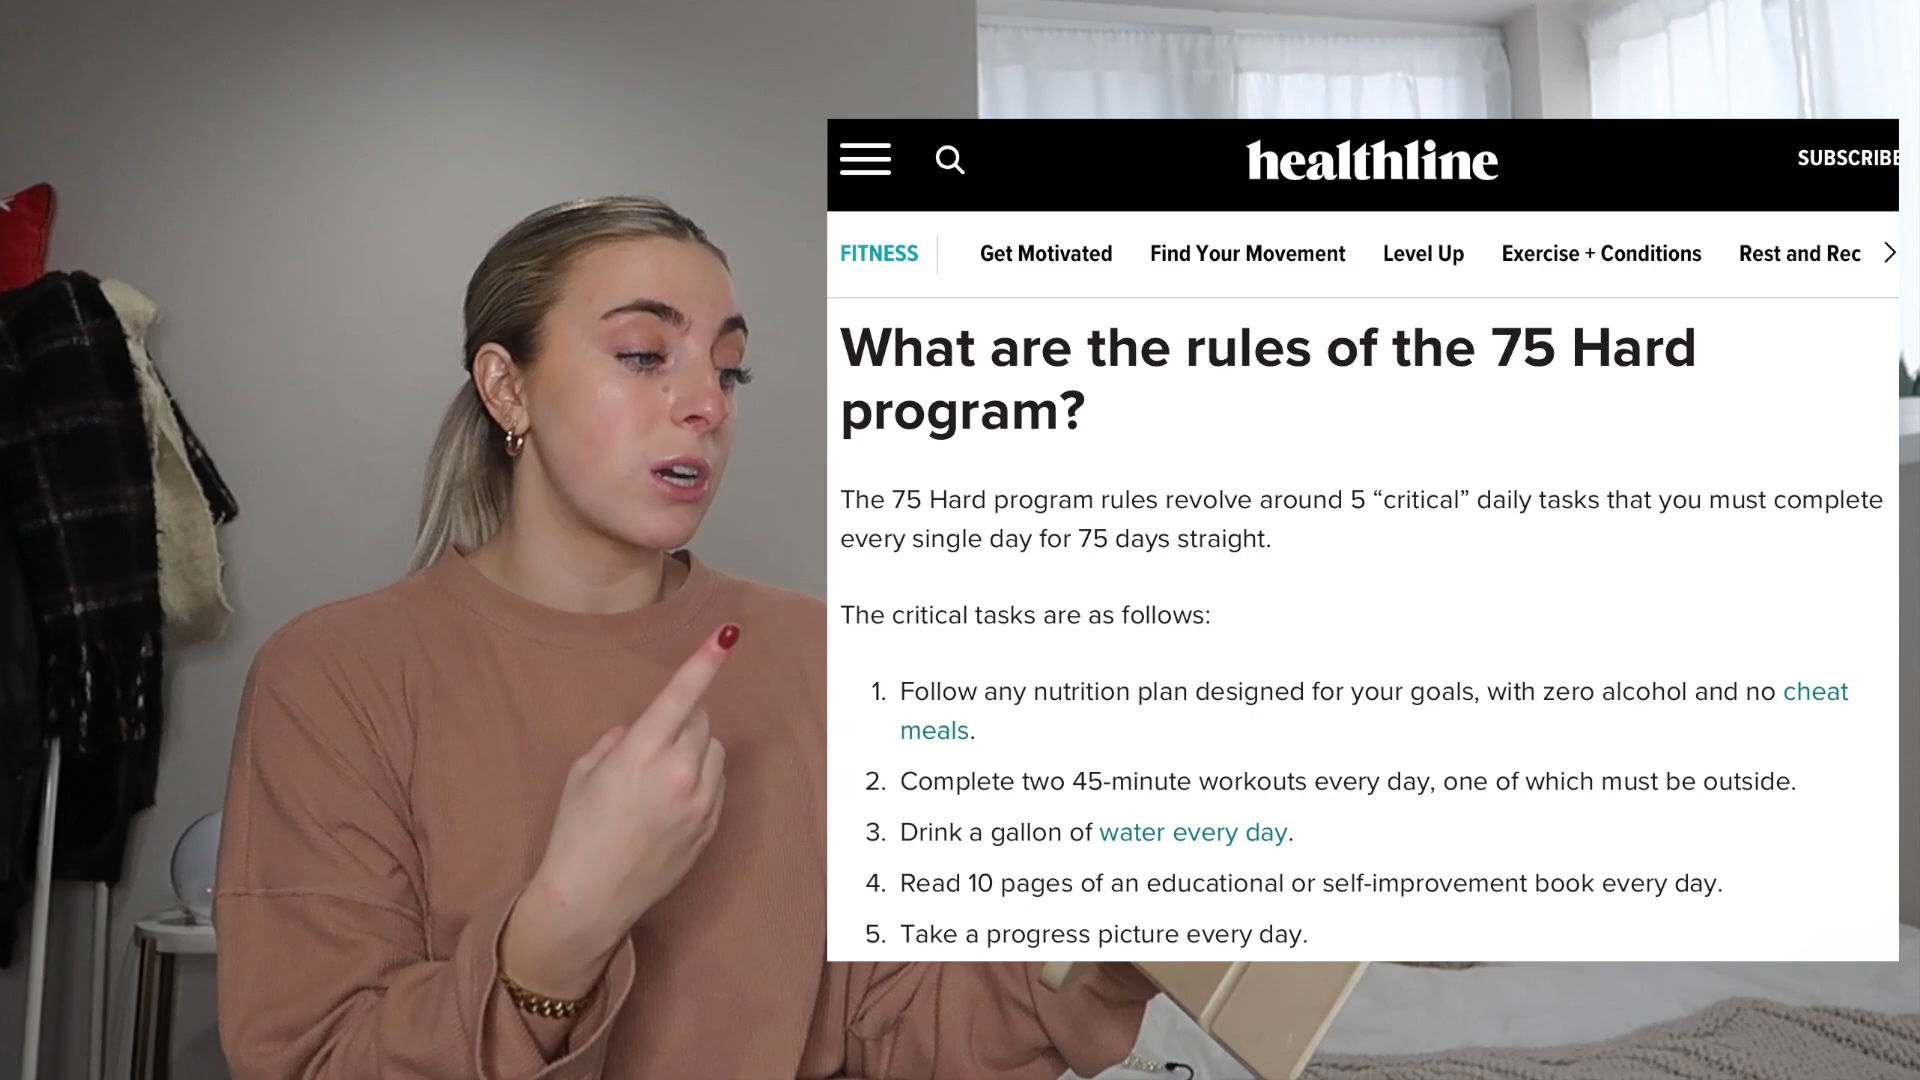 healthline
SUBSCRIBE
FITNESS
Get Motivated
Find Your Movement
Level Up
Exercise + Conditions
Rest and Rec
What are the rules of the 75 Hard
program?
The 75 Hard program rules revolve around 5 “critical” daily tasks that you must complete
every single day for 75 days straight.
The critical tasks are as follows:
1. Follow any nutrition plan designed for your goals, with zero alcohol and no cheat
meals.
2. Complete two 45-minute workouts every day, one of which must be outside.
3. Drink a gallon of water every day.
4. Read 10 pages of an educational or self-improvement book every day.
5. Take a progress picture every day.